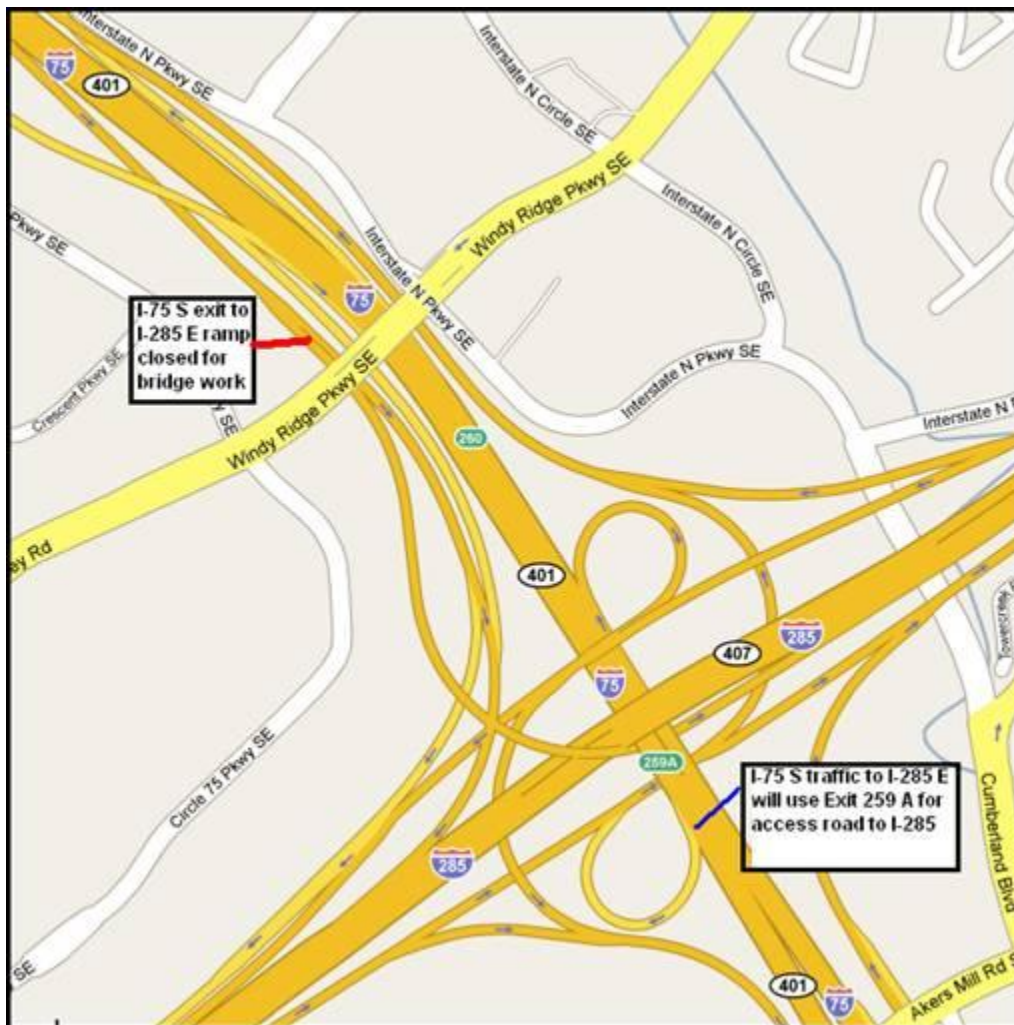 Interstate N Pkwy SE
75
401
Interstate N Circle SE
Windy Ridge Pkwy SE
Interstate N Circle SE
Pkwy SE
Interstate N Pkwy SE
75
I-75 S exit to
I-285 E ramp
closed for
bridge work
Crescent Pkwy SE
Windy Ridge Pkwy SE
Interstate N Pkwy SE
Interstate N
260
ey Rd
401
285
407
75
Circle 75 Pkwy SE
259A
I-75 S traffic to I-285 E
will use Exit 259 A for
access road to I-285
Cumberland Blvd
285
SE
401
75
Akers Mill Rd S